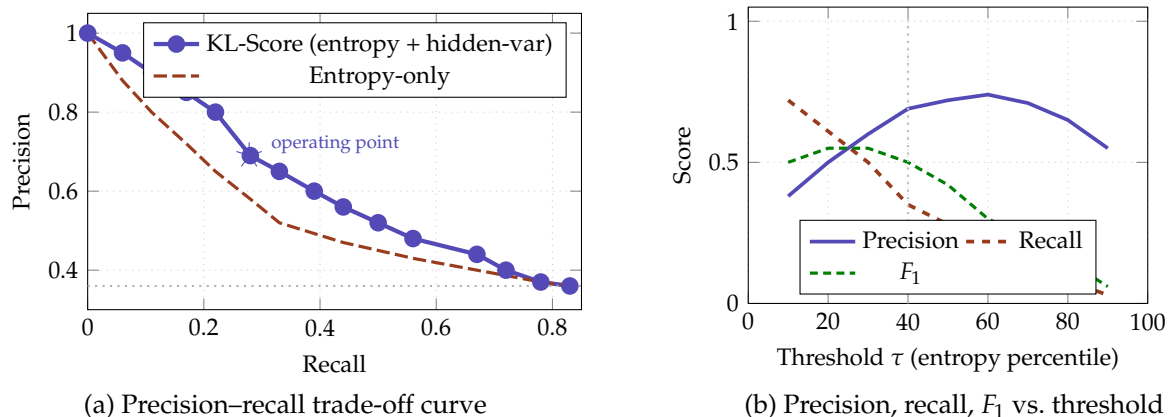 1
0.8
0.6
0.4
Precision
0
0.2
0.4
0.6
0.8
Recall
KL-Score (entropy + hidden-var)
Entropy-only
operating point
(a) Precision–recall trade-off curve
1
0.5
0
Score
0
20
40
60
80
100
Threshold τ (entropy percentile)
Precision
Recall
F₁
(b) Precision, recall, F₁ vs. threshold